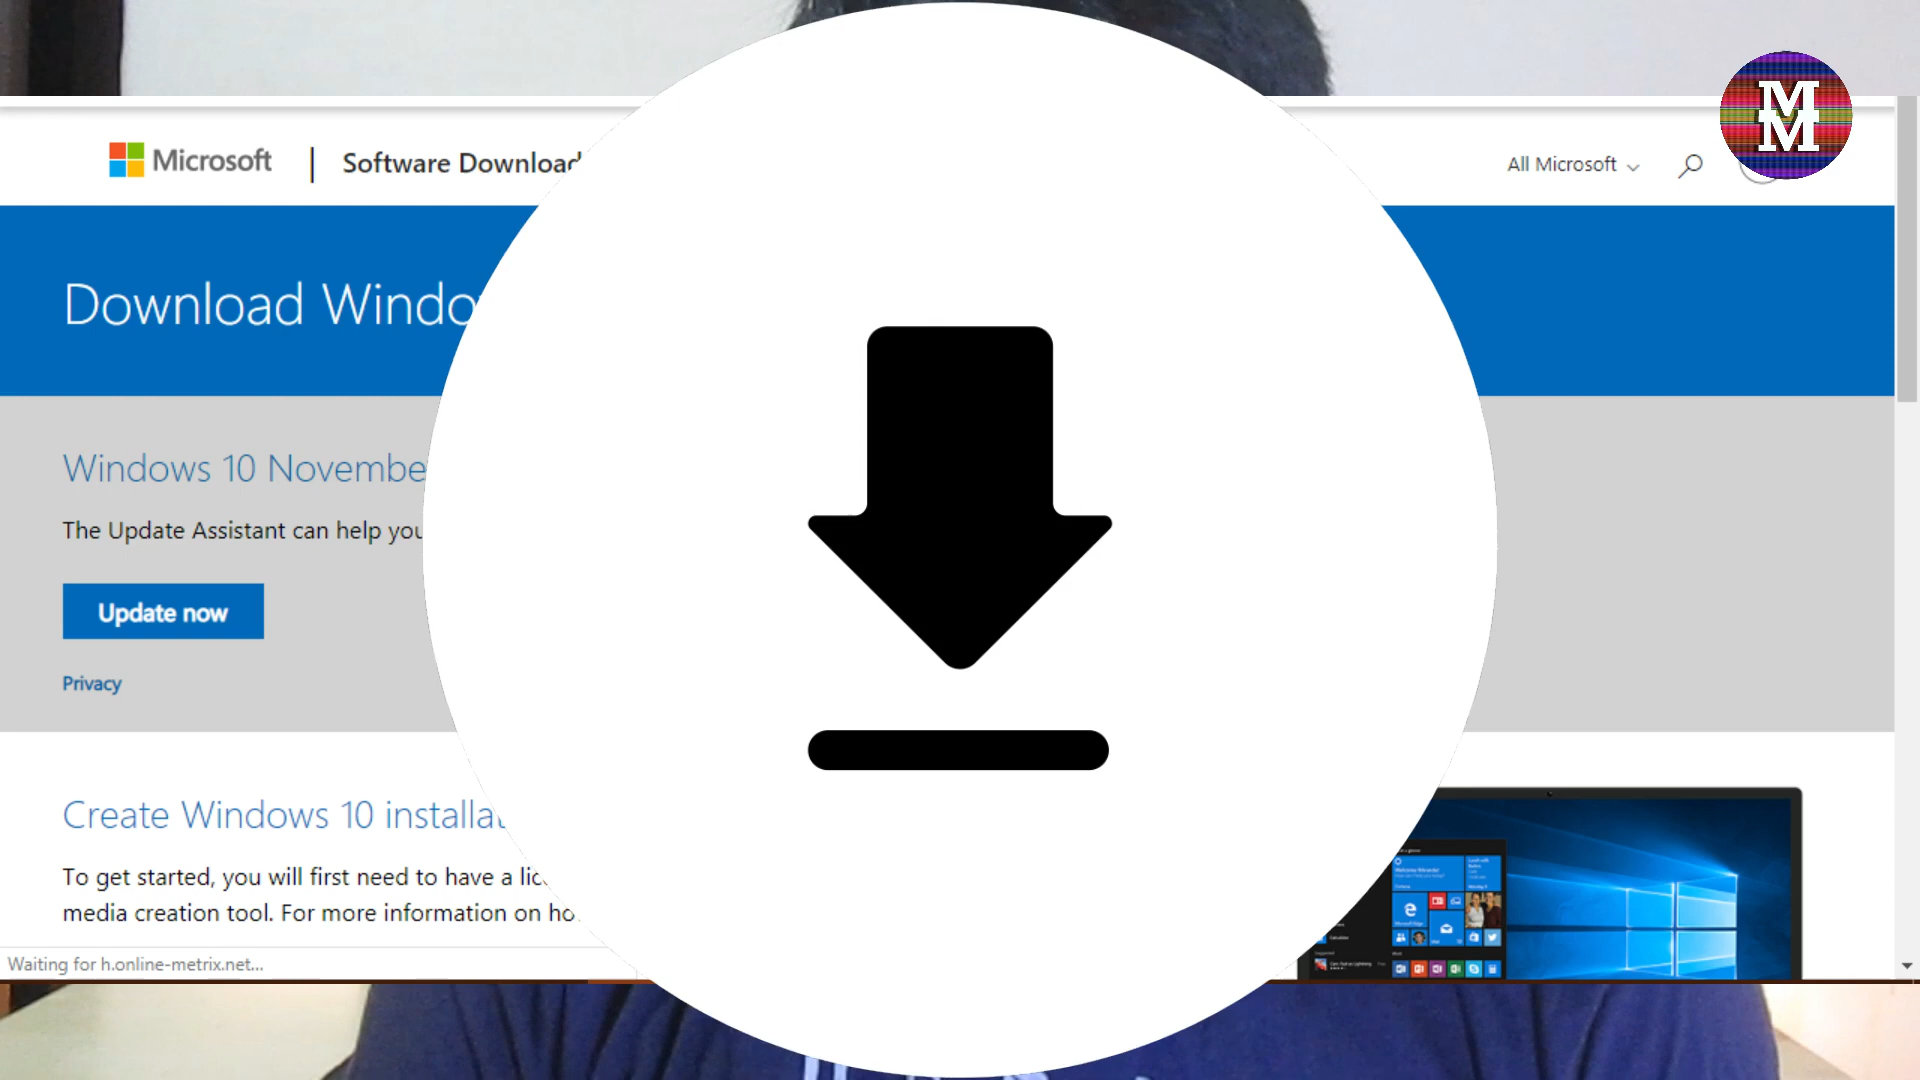 Microsoft
Software Download
All Microsoft
M
M
Download Windo
Windows 10 Novembe
The Update Assistant can help you
Update now
Privacy
Create Windows 10 installat
To get started, you will first need to have a lic
media creation tool. For more information on ho
Waiting for h.online-metrix.net...